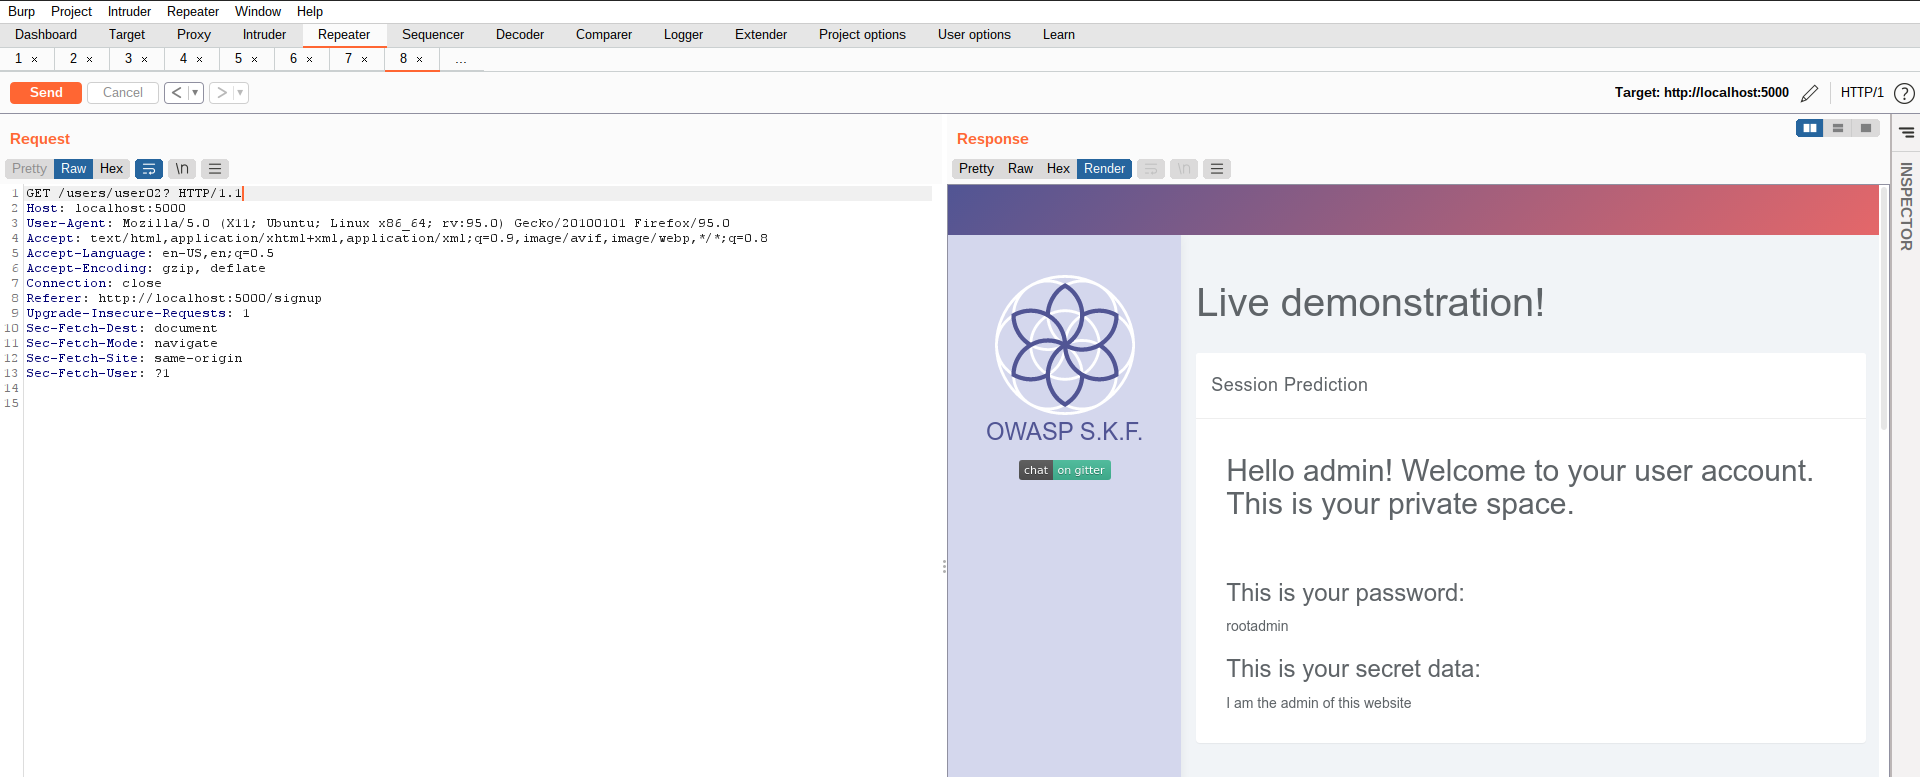 Burp Project Intruder Repeater Window Help
Dashboard Target Proxy Intruder Repeater Sequencer Decoder Comparer Logger Extender Project options User options Learn
1 × 2 × 3 × 4 × 5 × 6 × 7 × 8 × ...
Send Cancel < > Target: http://localhost:5000 HTTP/1 ?
Request
Pretty Raw Hex \n
1 GET /users/user02? HTTP/1.1
2 Host: localhost:5000
3 User-Agent: Mozilla/5.0 (X11; Ubuntu; Linux x86_64; rv:95.0) Gecko/20100101 Firefox/95.0
4 Accept: text/html,application/xhtml+xml,application/xml;q=0.9,image/avif,image/webp,*/*;q=0.8
5 Accept-Language: en-US,en;q=0.5
6 Accept-Encoding: gzip, deflate
7 Connection: close
8 Referer: http://localhost:5000/signup
9 Upgrade-Insecure-Requests: 1
10 Sec-Fetch-Dest: document
11 Sec-Fetch-Mode: navigate
12 Sec-Fetch-Site: same-origin
13 Sec-Fetch-User: ?1
14
15
Response
Pretty Raw Hex Render \n
OWASP S.K.F.
chat on gitter
Live demonstration!
Session Prediction
Hello admin! Welcome to your user account.
This is your private space.
This is your password:
rootadmin
This is your secret data:
I am the admin of this website
INSPECTOR